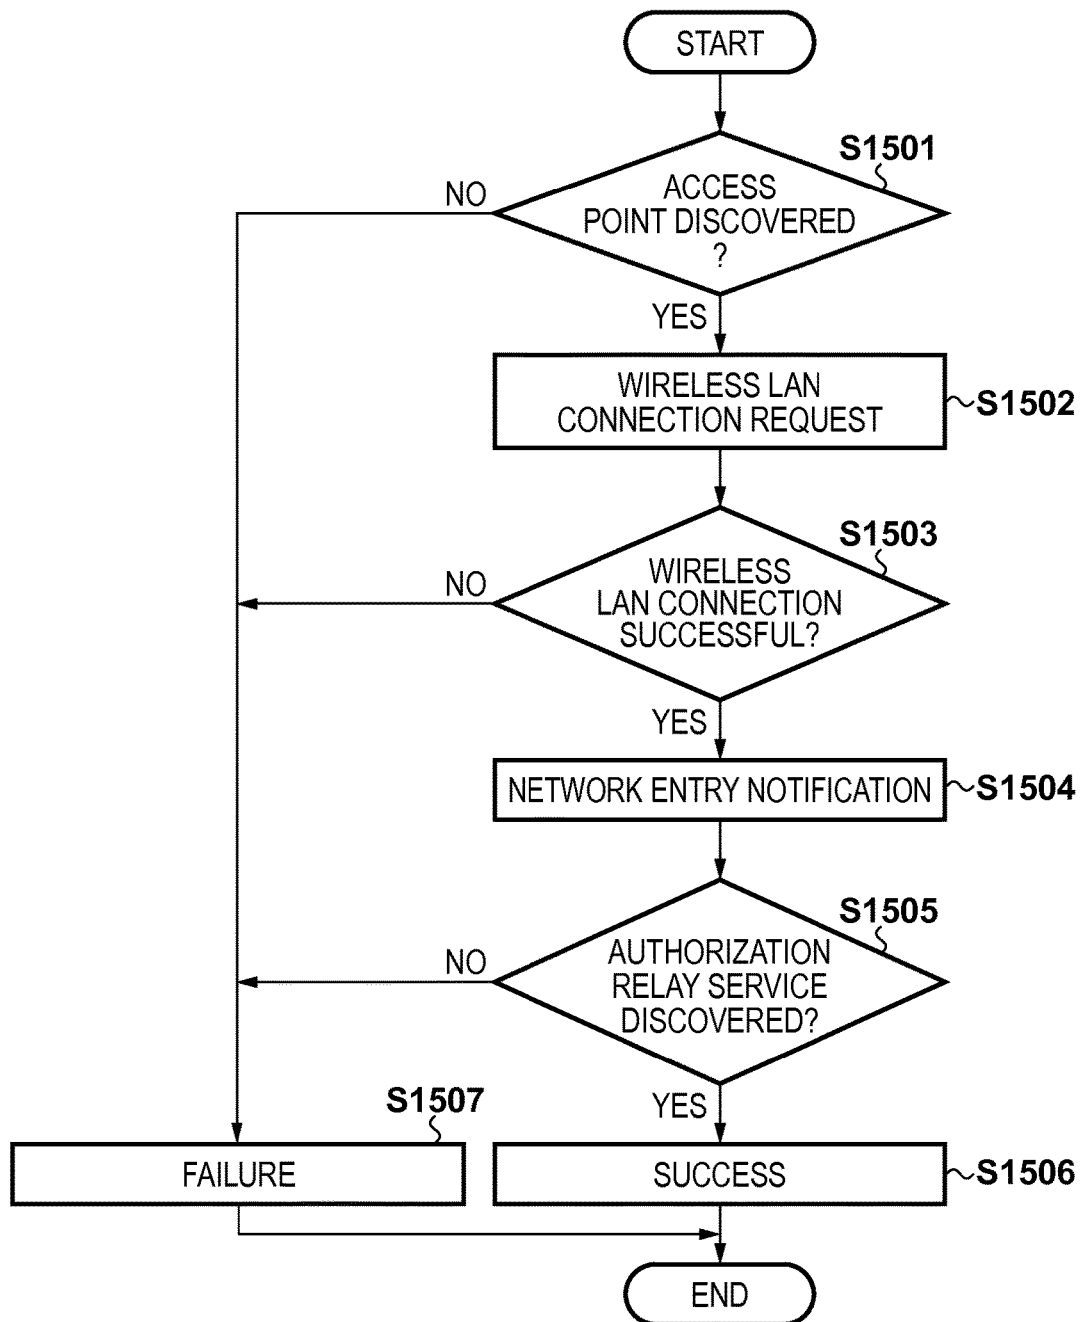 START
S1501
ACCESS
POINT DISCOVERED
?
NO
YES
WIRELESS LAN
CONNECTION REQUEST
S1502
S1503
WIRELESS
LAN CONNECTION
SUCCESSFUL?
NO
YES
NETWORK ENTRY NOTIFICATION
S1504
S1505
AUTHORIZATION
RELAY SERVICE
DISCOVERED?
NO
YES
S1507
FAILURE
SUCCESS
S1506
END